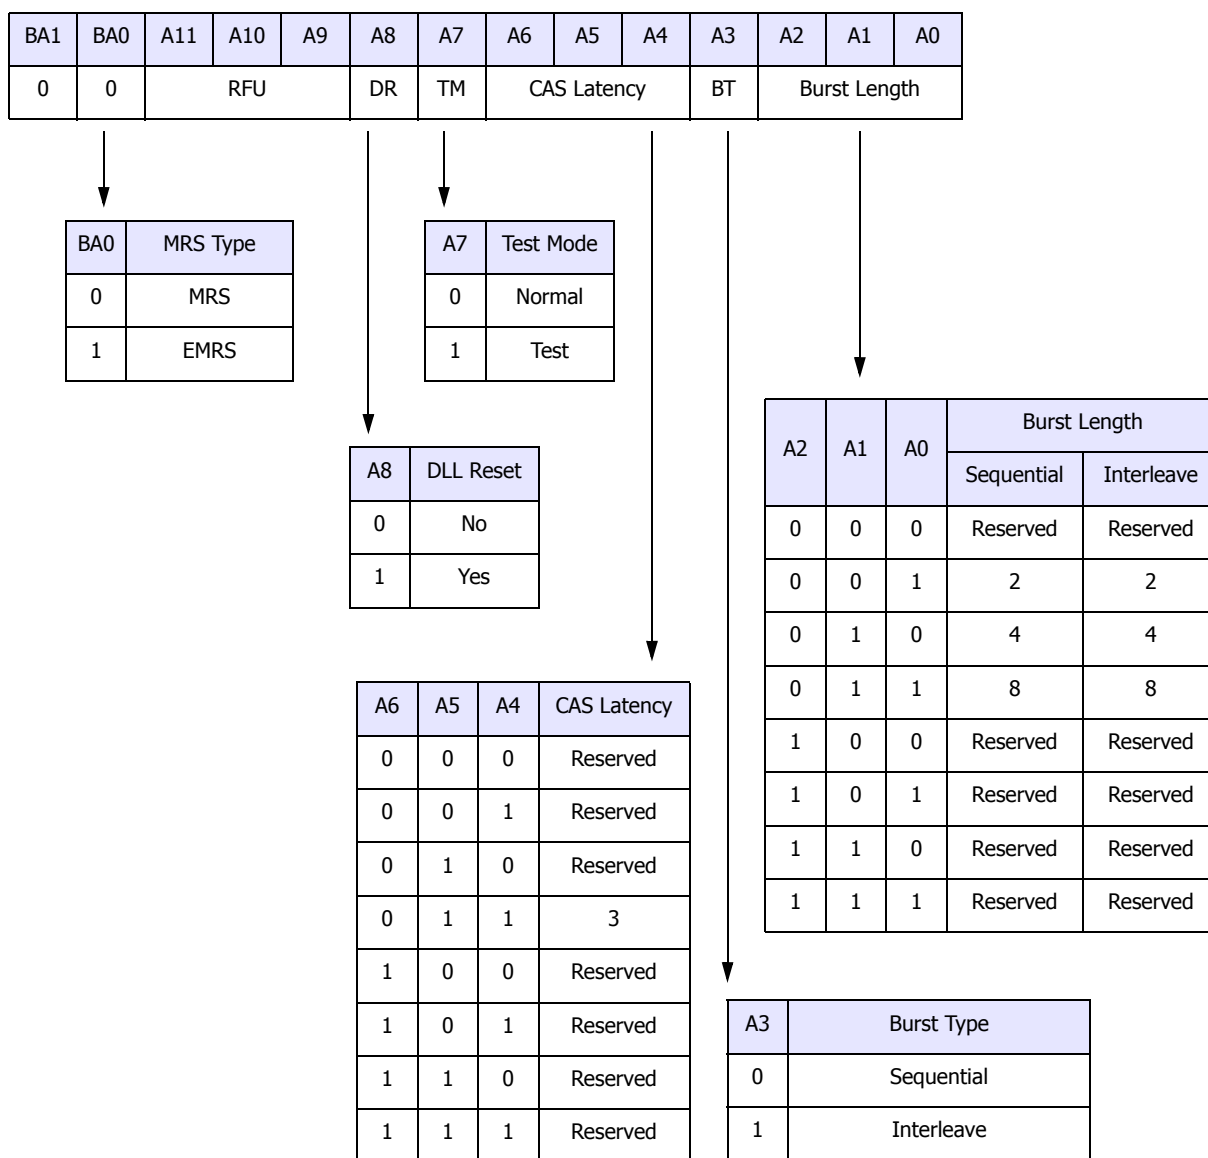 BA1 BA0 A11 A10 A9 A8 A7 A6 A5 A4 A3 A2 A1 A0
0 0 RFU DR TM CAS Latency BT Burst Length
BA0 MRS Type
0 MRS
1 EMRS
A7 Test Mode
0 Normal
1 Test
A8 DLL Reset
0 No
1 Yes
A2 A1 A0 Burst Length
Sequential Interleave
0 0 0 Reserved Reserved
0 0 1 2 2
0 1 0 4 4
0 1 1 8 8
1 0 0 Reserved Reserved
1 0 1 Reserved Reserved
1 1 0 Reserved Reserved
1 1 1 Reserved Reserved
A6 A5 A4 CAS Latency
0 0 0 Reserved
0 0 1 Reserved
0 1 0 Reserved
0 1 1 3
1 0 0 Reserved
1 0 1 Reserved
1 1 0 Reserved
1 1 1 Reserved
A3 Burst Type
0 Sequential
1 Interleave